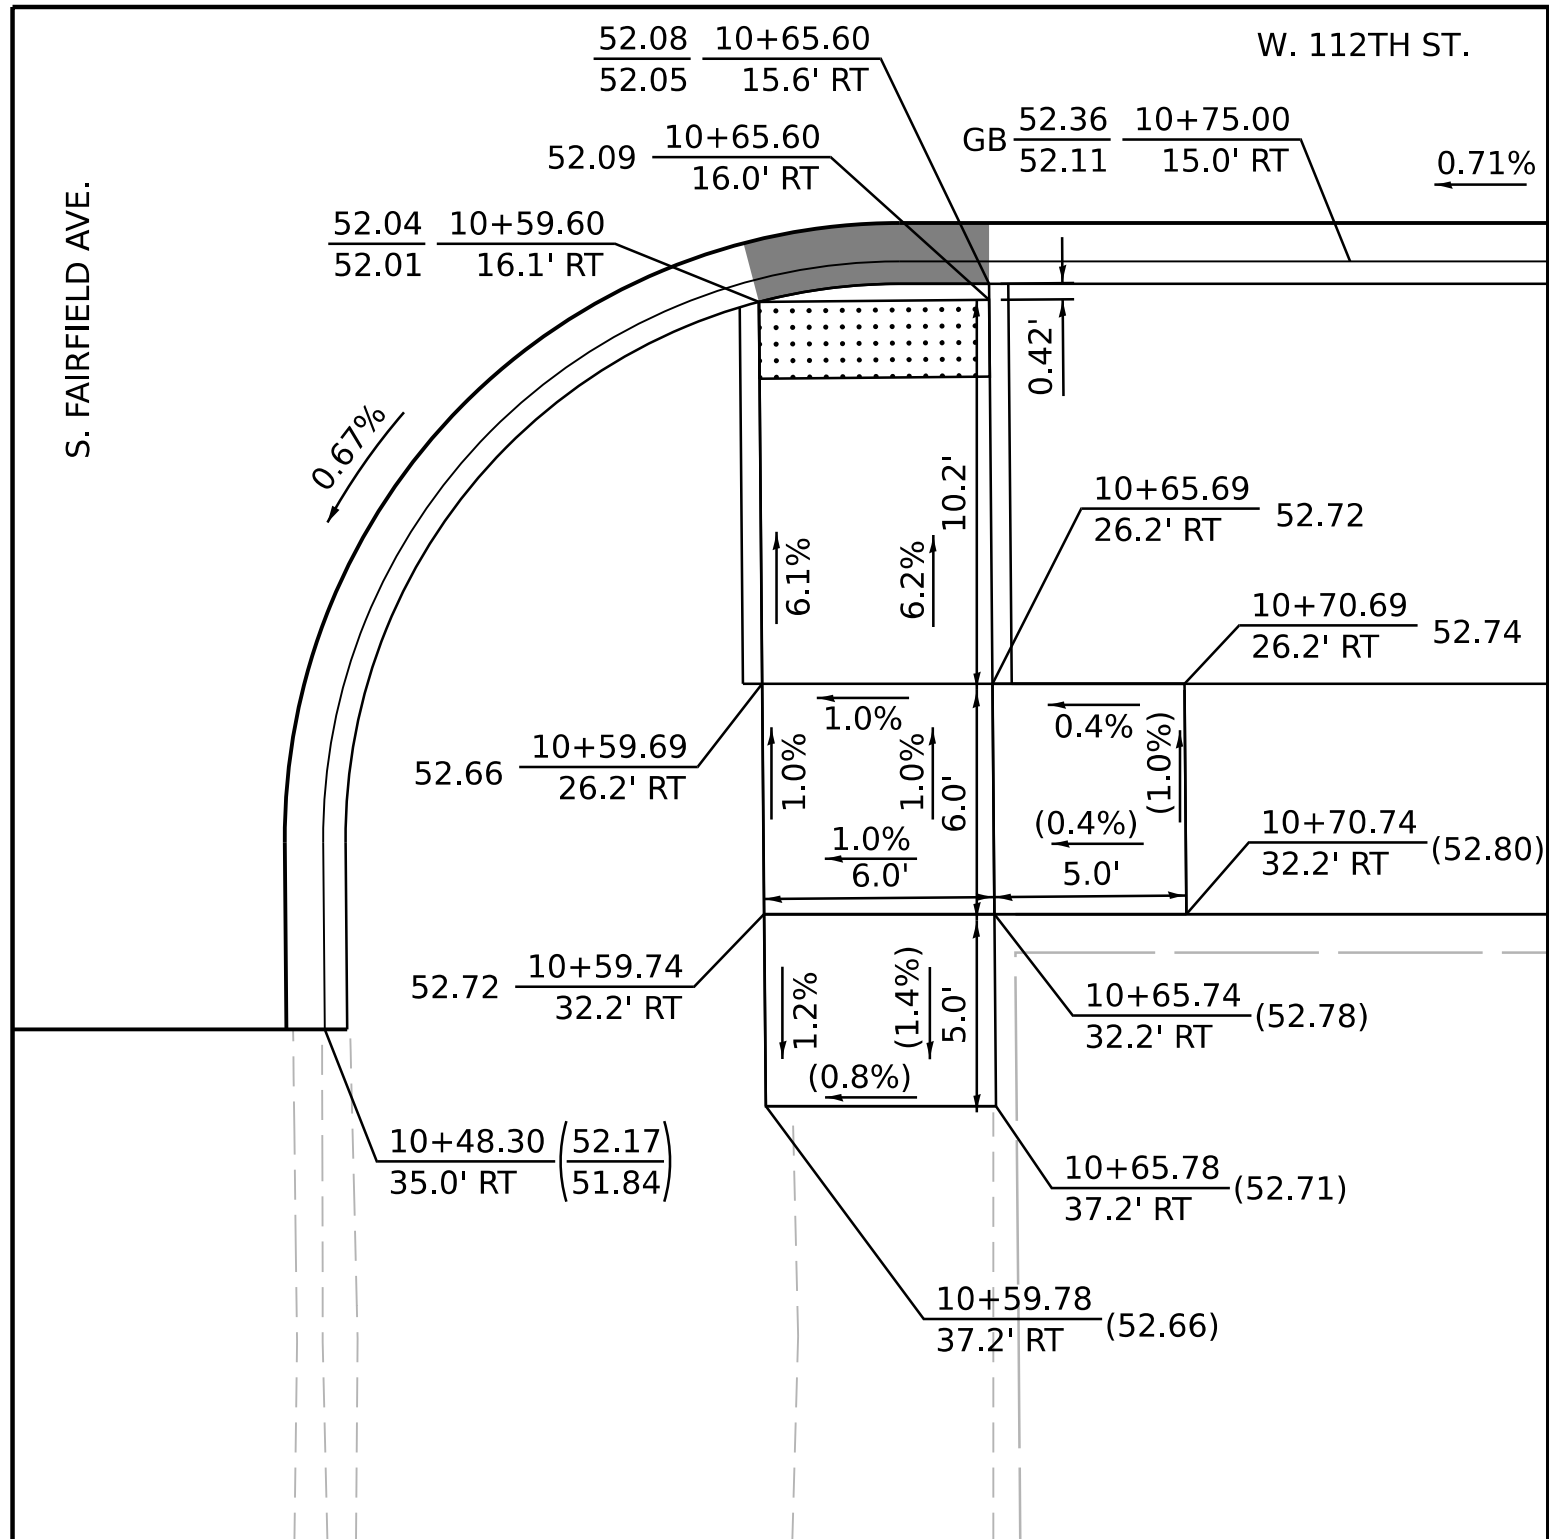 W. 112TH ST.
52.08 10+65.60
52.05 15.6' RT
GB 52.36 10+75.00
52.11 15.0' RT
52.09 10+65.60
16.0' RT
0.71%
52.04 10+59.60
52.01 16.1' RT
S. FAIRFIELD AVE.
0.67%
0.42'
10.2'
10+65.69
26.2' RT 52.72
6.1%
6.2%
10+70.69
26.2' RT 52.74
1.0%
0.4%
(1.0%)
52.66 10+59.69
26.2' RT
1.0%
1.0%
6.0'
1.0%
6.0'
(0.4%)
5.0'
10+70.74
32.2' RT (52.80)
52.72 10+59.74
32.2' RT
1.2%
(1.4%)
5.0'
10+65.74
32.2' RT (52.78)
(0.8%)
10+48.30 (52.17
35.0' RT 51.84)
10+65.78
37.2' RT (52.71)
10+59.78
37.2' RT (52.66)